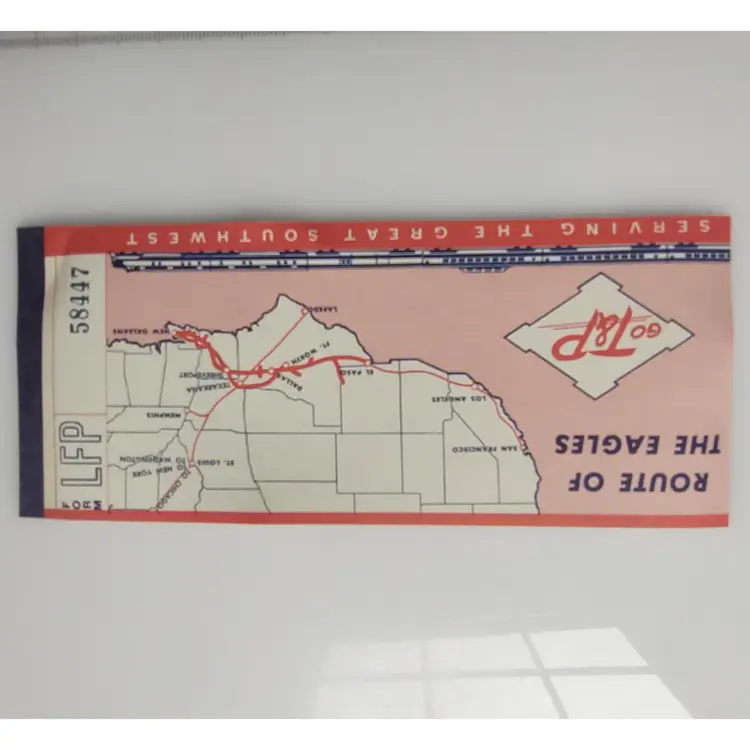 ROUTE OF
THE EAGLES
GO T&P
FORM
LFP
58447
TO CHICAGO
TO NEW YORK
TO WASHINGTON
ST. LOUIS
SAN FRANCISCO
MEMPHIS
LOS ANGELES
TEXARKANA
SHREVEPORT
DALLAS
FT. WORTH
EL PASO
NEW ORLEANS
LAREDO
SERVING THE GREAT SOUTHWEST